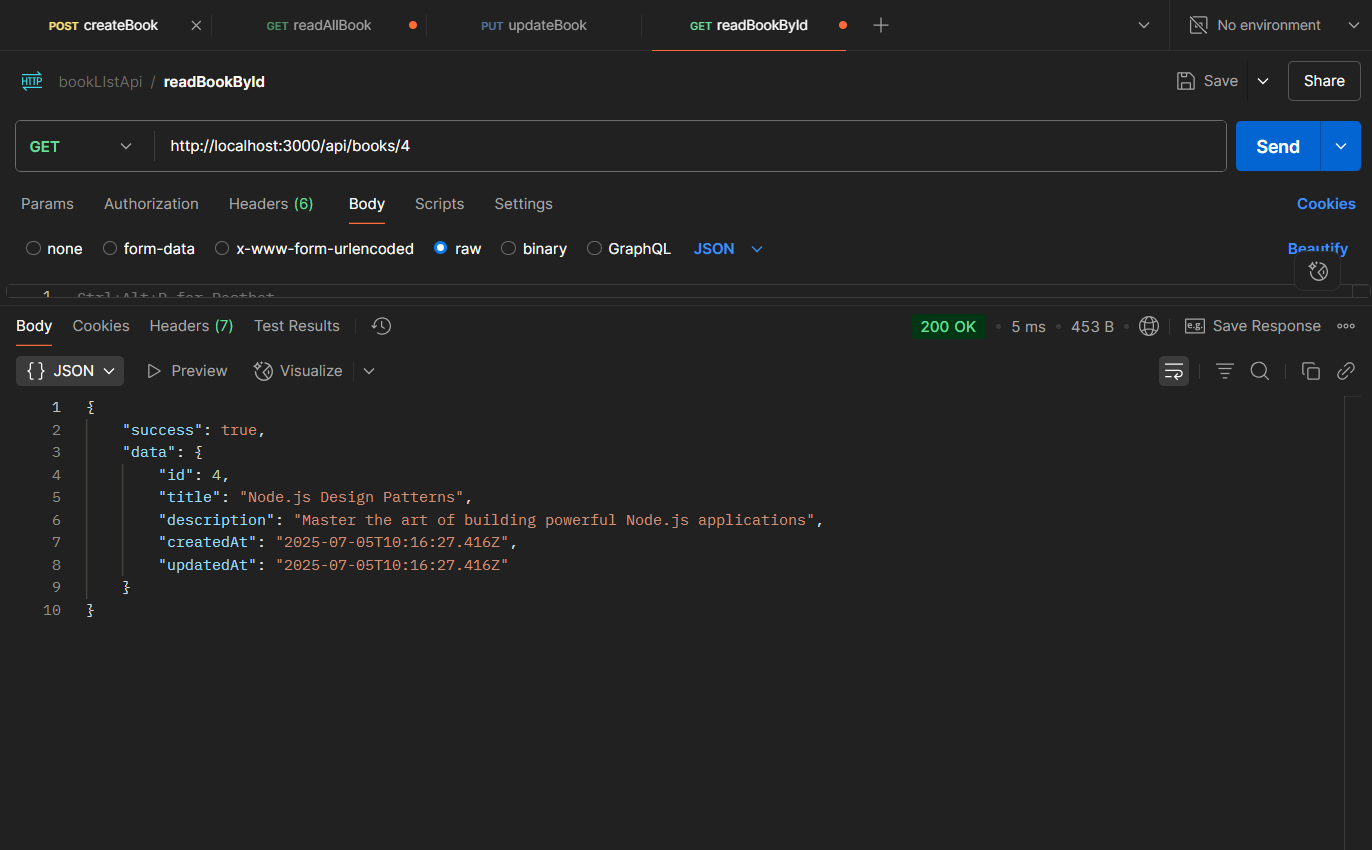 POST createBook GET readAllBook PUT updateBook GET readBookById No environment
HTTP bookLIstApi / readBookById Save Share
GET http://localhost:3000/api/books/4 Send
Params Authorization Headers (6) Body Scripts Settings Cookies
none form-data x-www-form-urlencoded raw binary GraphQL JSON Beautify
1 Ctrl+Alt+P for Postbot
Body Cookies Headers (7) Test Results 200 OK 5 ms 453 B e.g. Save Response
{} JSON Preview Visualize
1 {
2 "success": true,
3 "data": {
4 "id": 4,
5 "title": "Node.js Design Patterns",
6 "description": "Master the art of building powerful Node.js applications",
7 "createdAt": "2025-07-05T10:16:27.416Z",
8 "updatedAt": "2025-07-05T10:16:27.416Z"
9 }
10 }